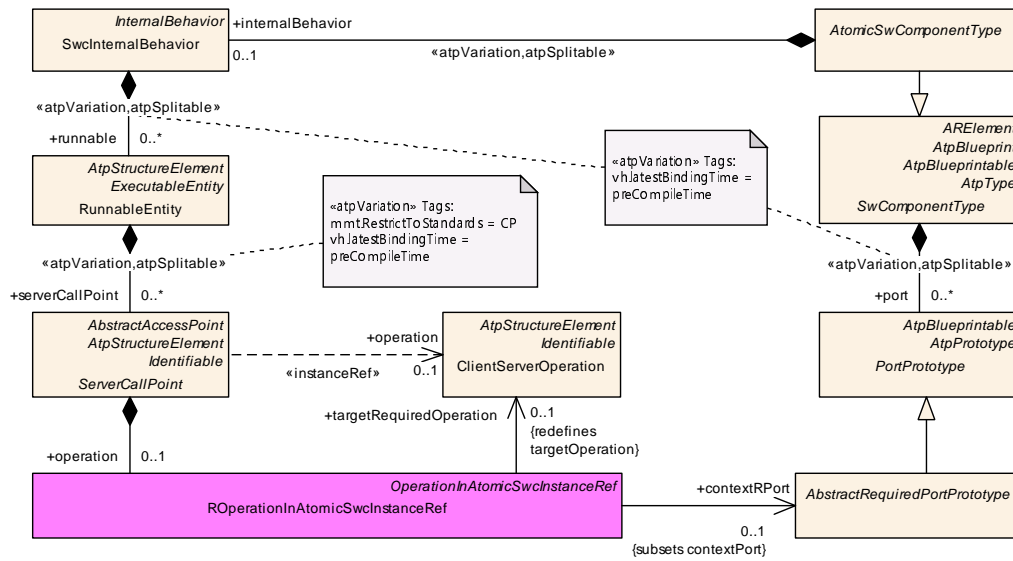 InternalBehavior
SwcInternalBehavior
+internalBehavior
0..1
«atpVariation,atpSplitable»
AtomicSwComponentType
«atpVariation,atpSplitable»
+runnable 0..*
ARElement
AtpBlueprint
AtpBlueprintable
AtpType
SwComponentType
«atpVariation» Tags:
vh.latestBindingTime =
preCompileTime
AtpStructureElement
ExecutableEntity
RunnableEntity
«atpVariation» Tags:
mmt.RestrictToStandards = CP
vh.latestBindingTime =
preCompileTime
«atpVariation,atpSplitable»
«atpVariation,atpSplitable»
+serverCallPoint 0..*
+port 0..*
AbstractAccessPoint
AtpStructureElement
Identifiable
ServerCallPoint
+operation
0..1
«instanceRef»
AtpStructureElement
Identifiable
ClientServerOperation
AtpBlueprintable
AtpPrototype
PortPrototype
+targetRequiredOperation 0..1
{redefines
targetOperation}
+operation 0..1
OperationInAtomicSwcInstanceRef
ROperationInAtomicSwcInstanceRef
+contextRPort
0..1
{subsets contextPort}
AbstractRequiredPortPrototype